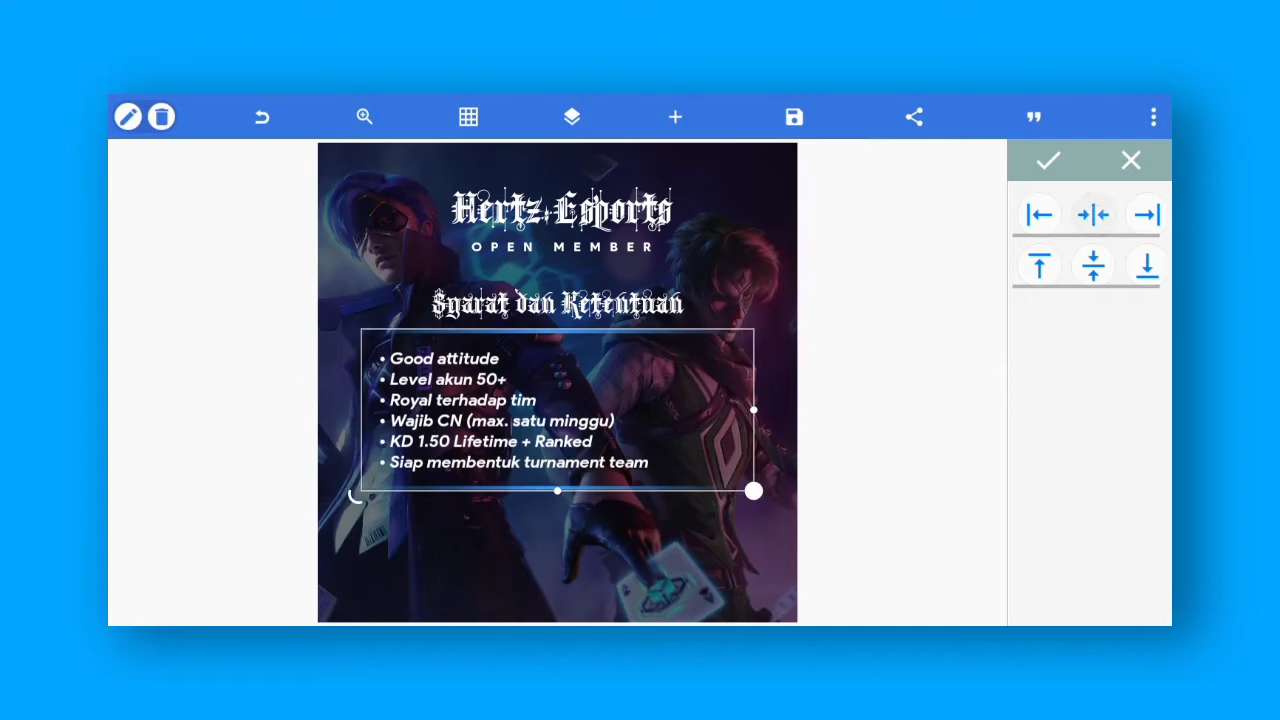 Hertz Esports
OPEN MEMBER
Syarat dan Ketentuan
• Good attitude
• Level akun 50+
• Royal terhadap tim
• Wajib CN (max. satu minggu)
• KD 1.50 Lifetime + Ranked
• Siap membentuk turnament team